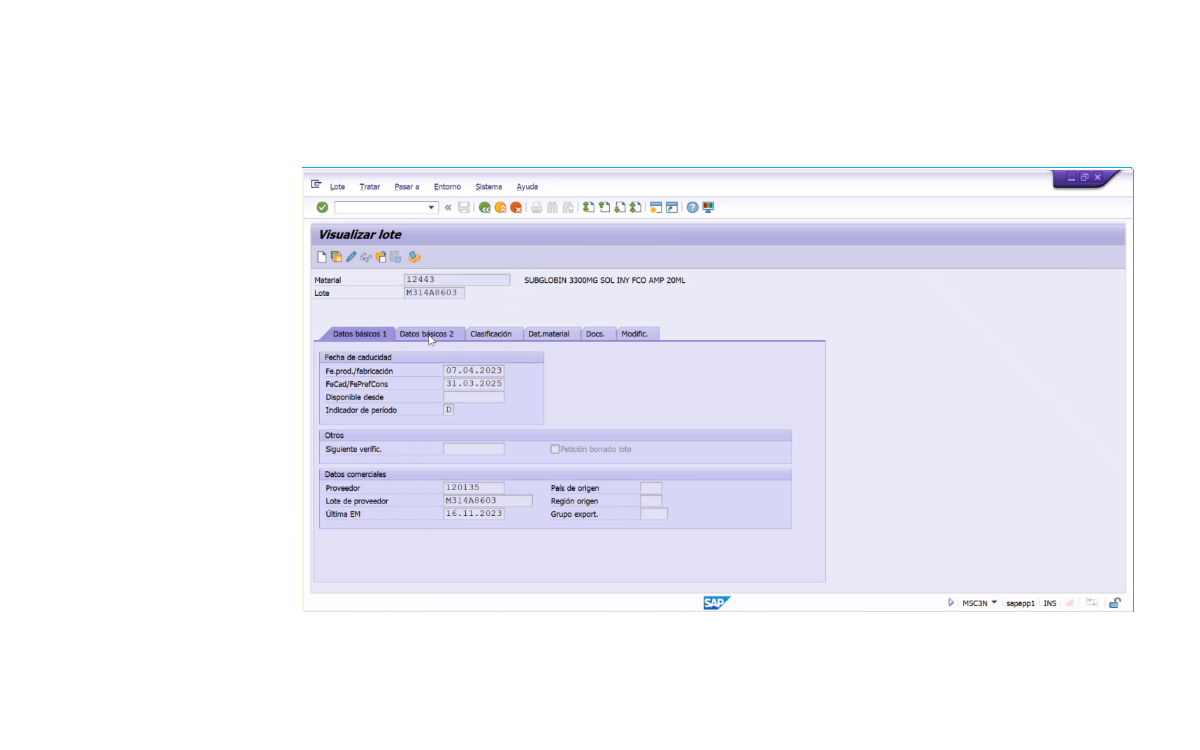 Lote Tratar Pasar a Entorno Sistema Ayuda
Visualizar lote
Material 12443 SUBGLOBIN 3300MG SOL INY FCO AMP 20ML
Lote M314A8603
Datos básicos 1 Datos básicos 2 Clasificación Dat.material Docs. Modific.
Fecha de caducidad
Fe.prod./fabricación 07.04.2023
FeCad/FePrefCons 31.03.2025
Disponible desde
Indicador de período D
Otros
Siguiente verific. Petición borrado lote
Datos comerciales
Proveedor 120135 País de origen
Lote de proveedor M314A8603 Región origen
Última EM 16.11.2023 Grupo export.
SAP MSC3N sapapp1 INS